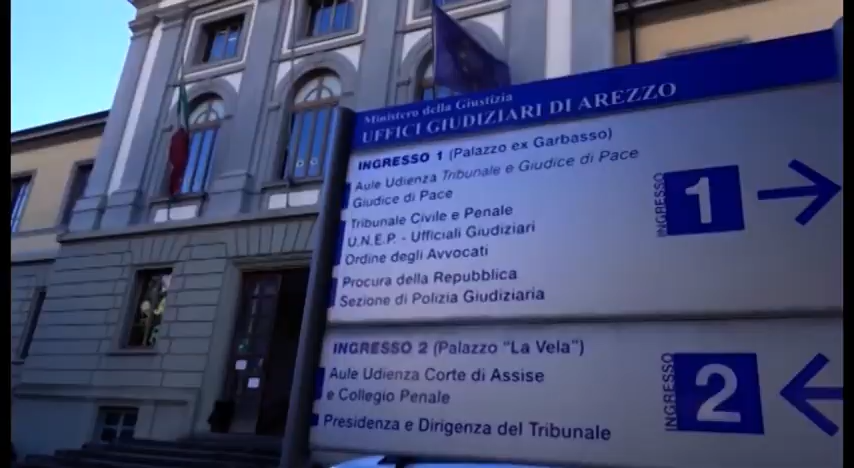 Ministero della Giustizia
UFFICI GIUDIZIARI DI AREZZO
INGRESSO 1 (Palazzo ex Garbasso)
Aule Udienza Tribunale e Giudice di Pace
Giudice di Pace
Tribunale Civile e Penale
U.N.E.P. - Ufficiali Giudiziari
Ordine degli Avvocati
Procura della Repubblica
Sezione di Polizia Giudiziaria
INGRESSO 1
INGRESSO 2 (Palazzo "La Vela")
Aule Udienza Corte di Assise
e Collegio Penale
Presidenza e Dirigenza del Tribunale
INGRESSO 2